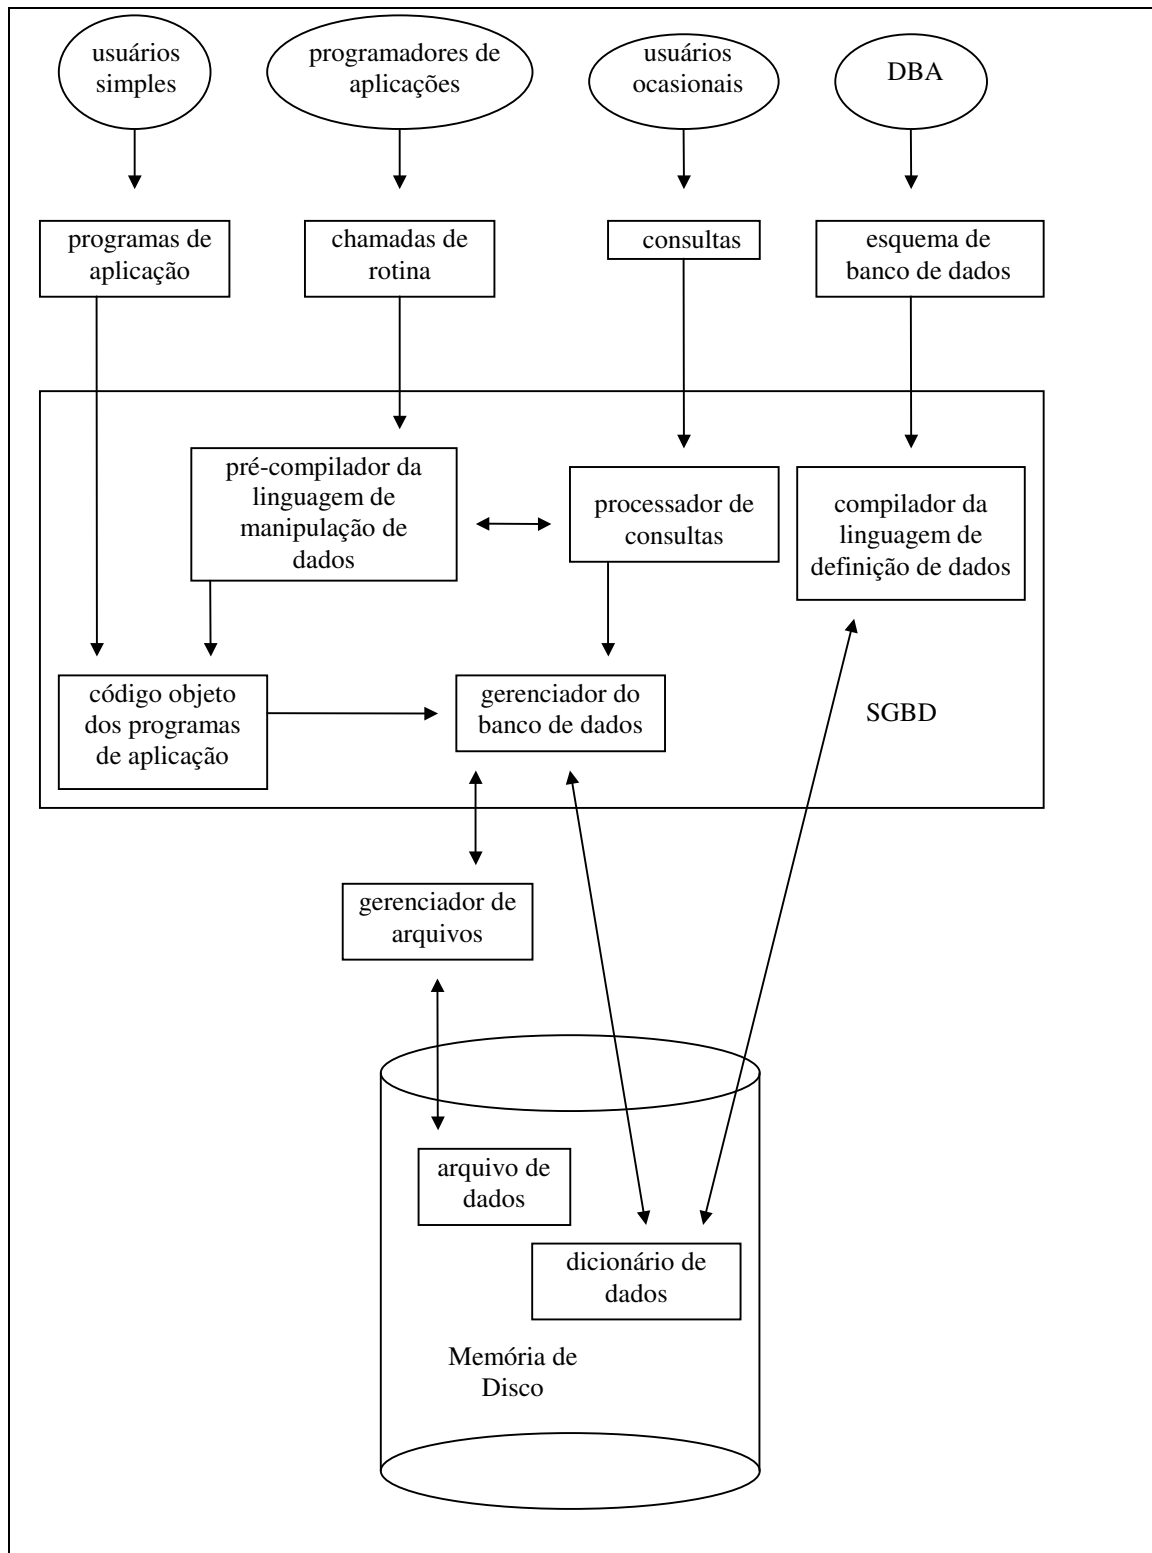 usuários
simples
programadores de
aplicações
usuários
ocasionais
DBA
programas de
aplicação
chamadas de
rotina
consultas
esquema de
banco de dados
pré-compilador da
linguagem de
manipulação de
dados
processador de
consultas
compilador da
linguagem de
definição de dados
código objeto
dos programas
de aplicação
gerenciador do
banco de dados
SGBD
gerenciador de
arquivos
arquivo de
dados
dicionário de
dados
Memória de
Disco